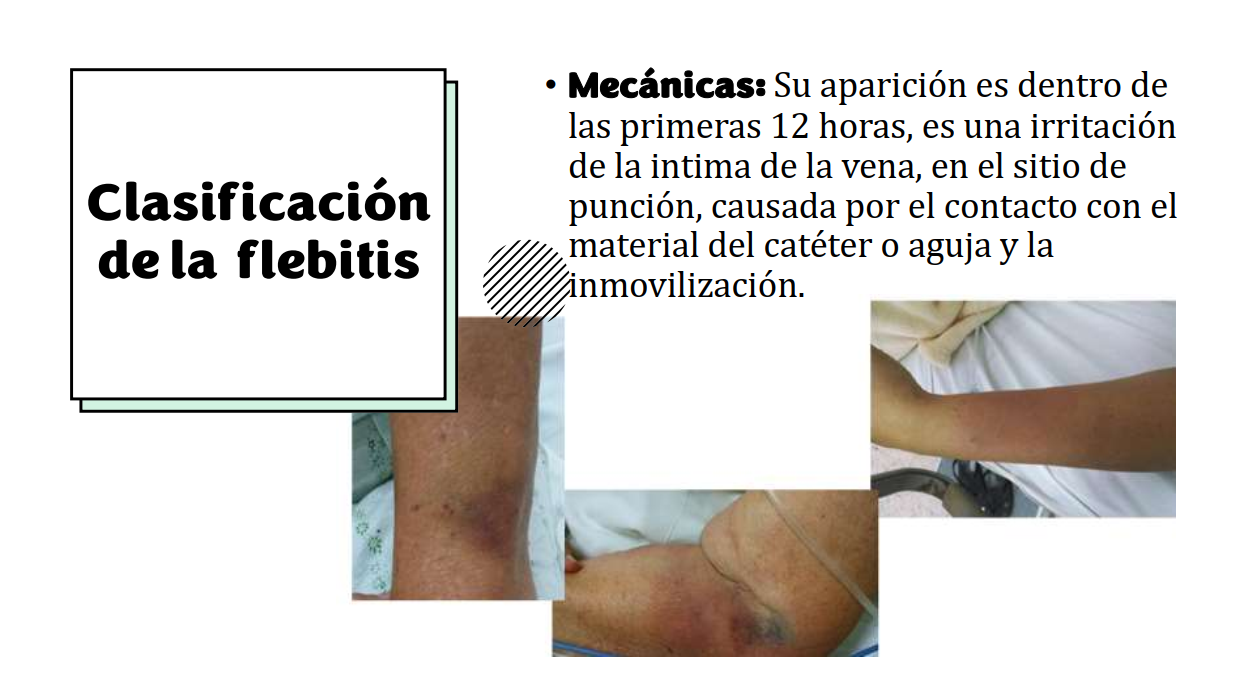 Clasificación
de la flebitis
• Mecánicas: Su aparición es dentro de
las primeras 12 horas, es una irritación
de la intima de la vena, en el sitio de
punción, causada por el contacto con el
material del catéter o aguja y la
inmovilización.